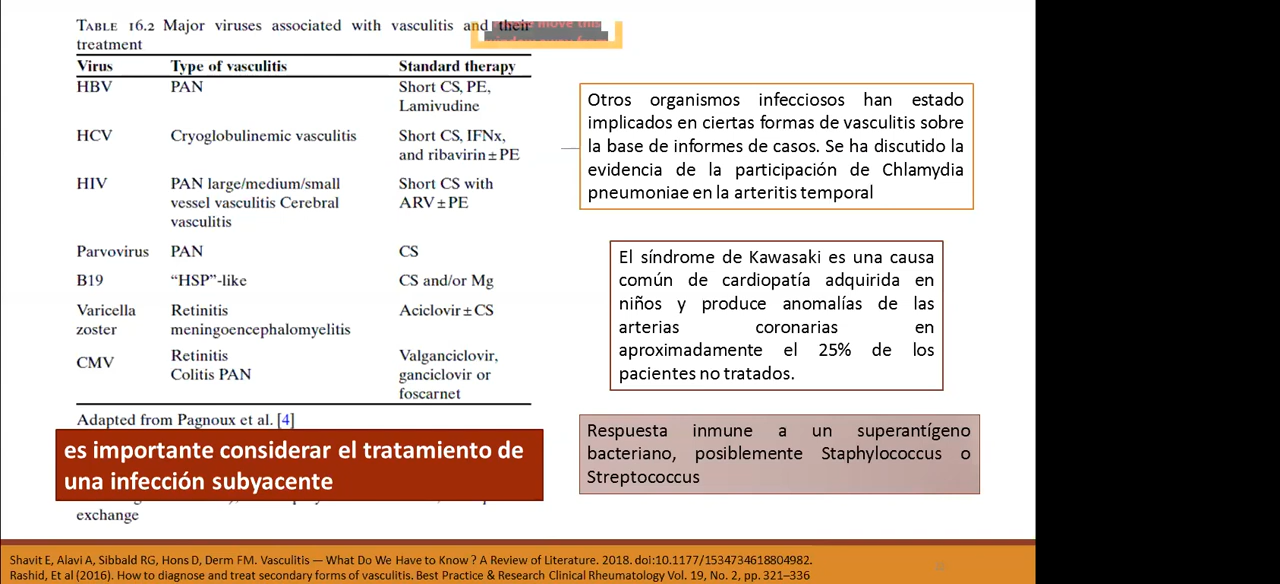 TABLE 16.2 Major viruses associated with vasculitis and their
treatment
Virus Type of vasculitis Standard therapy
HBV PAN Short CS, PE,
Lamivudine
HCV Cryoglobulinemic vasculitis Short CS, IFNx,
and ribavirin ± PE
HIV PAN large/medium/small Short CS with
vessel vasculitis Cerebral ARV ± PE
vasculitis
Parvovirus PAN CS
B19 “HSP”-like CS and/or Mg
Varicella Retinitis Aciclovir ± CS
zoster meningoencephalomyelitis
CMV Retinitis Valganciclovir,
Colitis PAN ganciclovir or
foscarnet
Adapted from Pagnoux et al. [4]
es importante considerar el tratamiento de
una infección subyacente
exchange
move this
Otros organismos infecciosos han estado
implicados en ciertas formas de vasculitis sobre
la base de informes de casos. Se ha discutido la
evidencia de la participación de Chlamydia
pneumoniae en la arteritis temporal
El síndrome de Kawasaki es una causa
común de cardiopatía adquirida en
niños y produce anomalías de las
arterias coronarias en
aproximadamente el 25% de los
pacientes no tratados.
Respuesta inmune a un superantígeno
bacteriano, posiblemente Staphylococcus o
Streptococcus
Shavit E, Alavi A, Sibbald RG, Hons D, Derm FM. Vasculitis — What Do We Have to Know ? A Review of Literature. 2018. doi:10.1177/1534734618804982.
Rashid, Et al (2016). How to diagnose and treat secondary forms of vasculitis. Best Practice & Research Clinical Rheumatology Vol. 19, No. 2, pp. 321–336